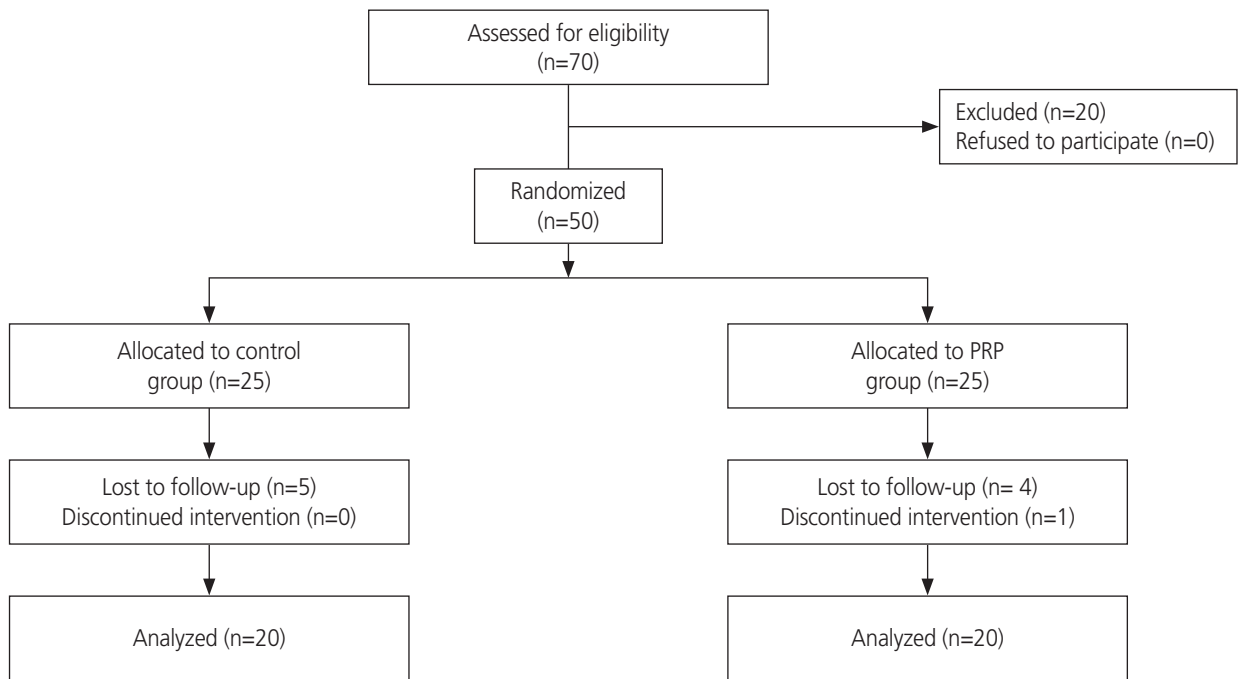 Assessed for eligibility
(n=70)
Excluded (n=20)
Refused to participate (n=0)
Randomized
(n=50)
Allocated to control
group (n=25)
Allocated to PRP
group (n=25)
Lost to follow-up (n=5)
Discontinued intervention (n=0)
Lost to follow-up (n= 4)
Discontinued intervention (n=1)
Analyzed (n=20)
Analyzed (n=20)